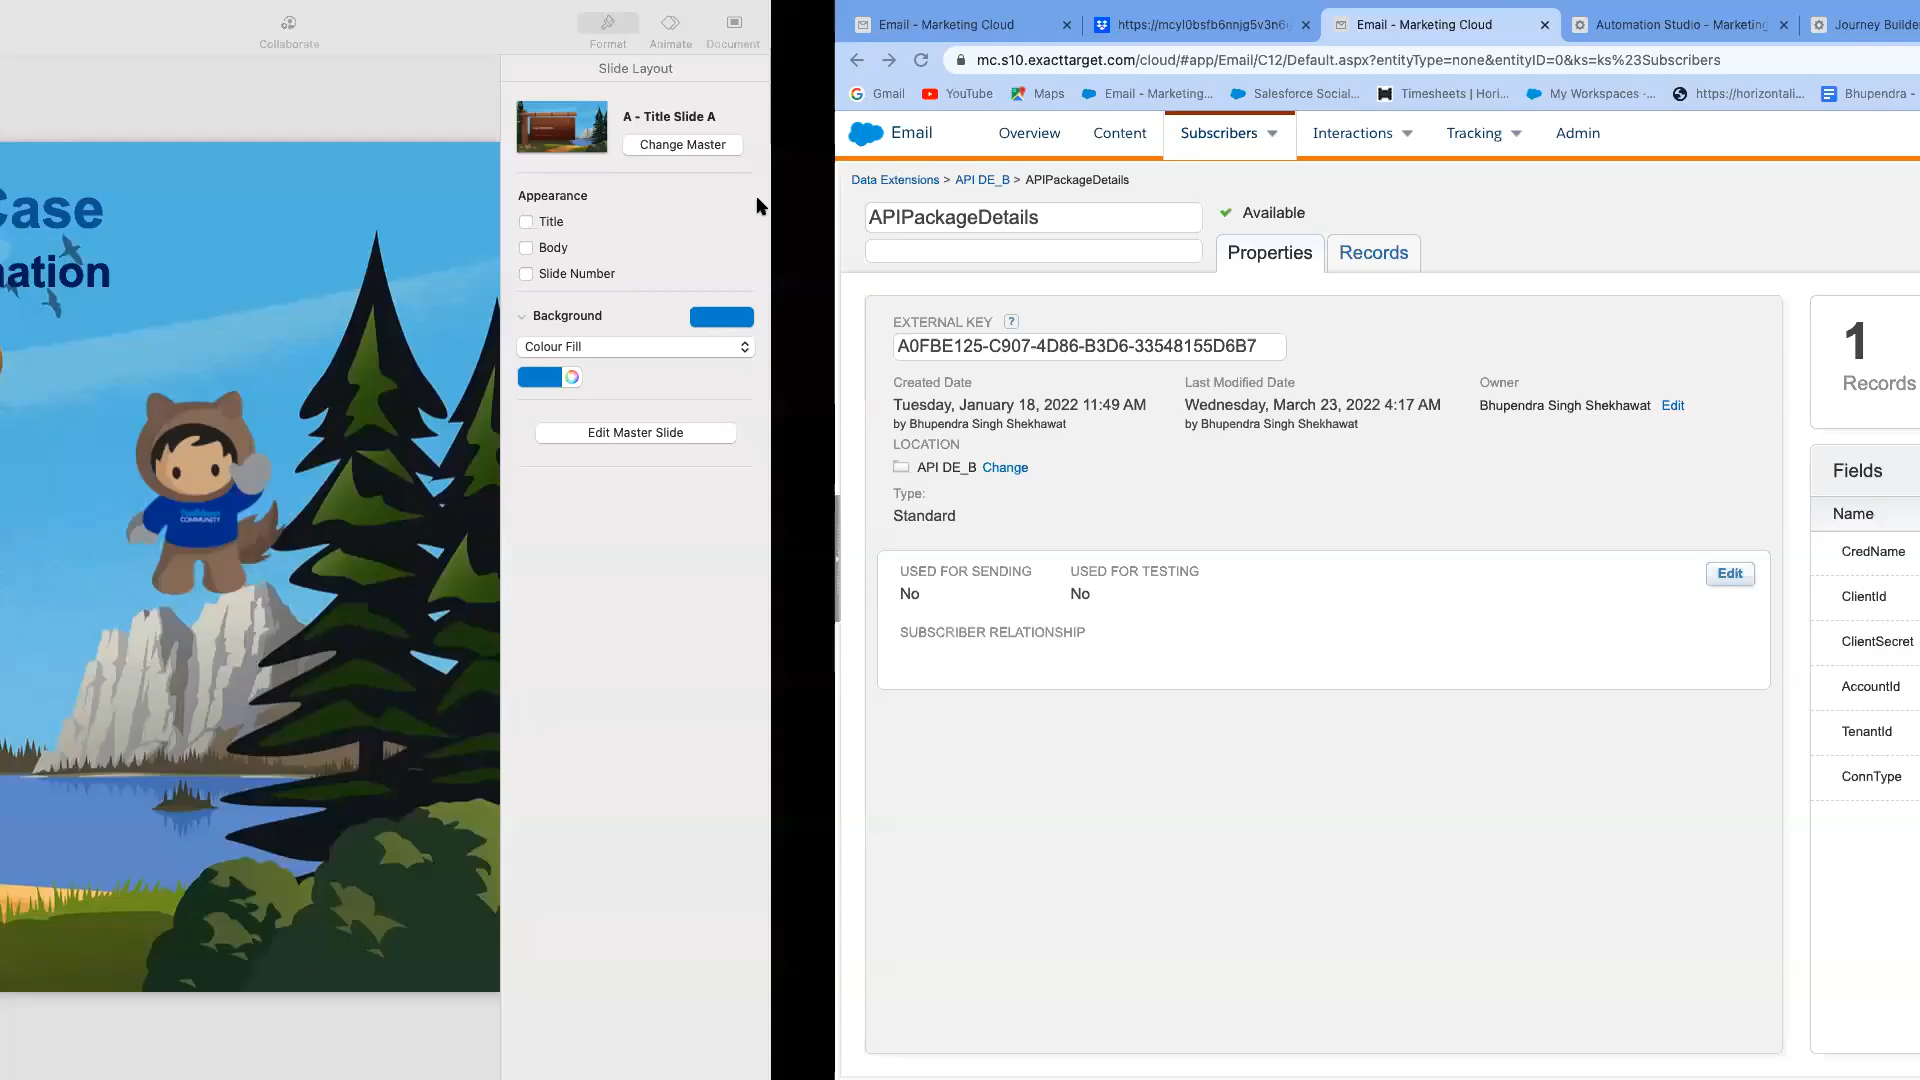 Collaborate
Format
Animate
Document
Slide Layout
A - Title Slide A
Change Master
Appearance
Title
Body
Slide Number
Background
Colour Fill
Edit Master Slide
Case
nation
COMMUNITY
Email - Marketing Cloud
https://mcyl0bsfb6nnjg5v3n6
Email - Marketing Cloud
Automation Studio - Marketing
Journey Builde
mc.s10.exacttarget.com/cloud/#app/Email/C12/Default.aspx?entityType=none&entityID=0&ks=ks%23Subscribers
Gmail
YouTube
Maps
Email - Marketing...
Salesforce Social...
Timesheets | Hori...
My Workspaces -...
https://horizontali...
Bhupendra -
Email
Overview
Content
Subscribers
Interactions
Tracking
Admin
Data Extensions > API DE_B > APIPackageDetails
APIPackageDetails
Available
Properties
Records
EXTERNAL KEY ?
A0FBE125-C907-4D86-B3D6-33548155D6B7
Created Date
Tuesday, January 18, 2022 11:49 AM
by Bhupendra Singh Shekhawat
Last Modified Date
Wednesday, March 23, 2022 4:17 AM
by Bhupendra Singh Shekhawat
Owner
Bhupendra Singh Shekhawat Edit
LOCATION
API DE_B Change
Type:
Standard
USED FOR SENDING
No
USED FOR TESTING
No
Edit
SUBSCRIBER RELATIONSHIP
1
Records
Fields
Name
CredName
ClientId
ClientSecret
AccountId
TenantId
ConnType